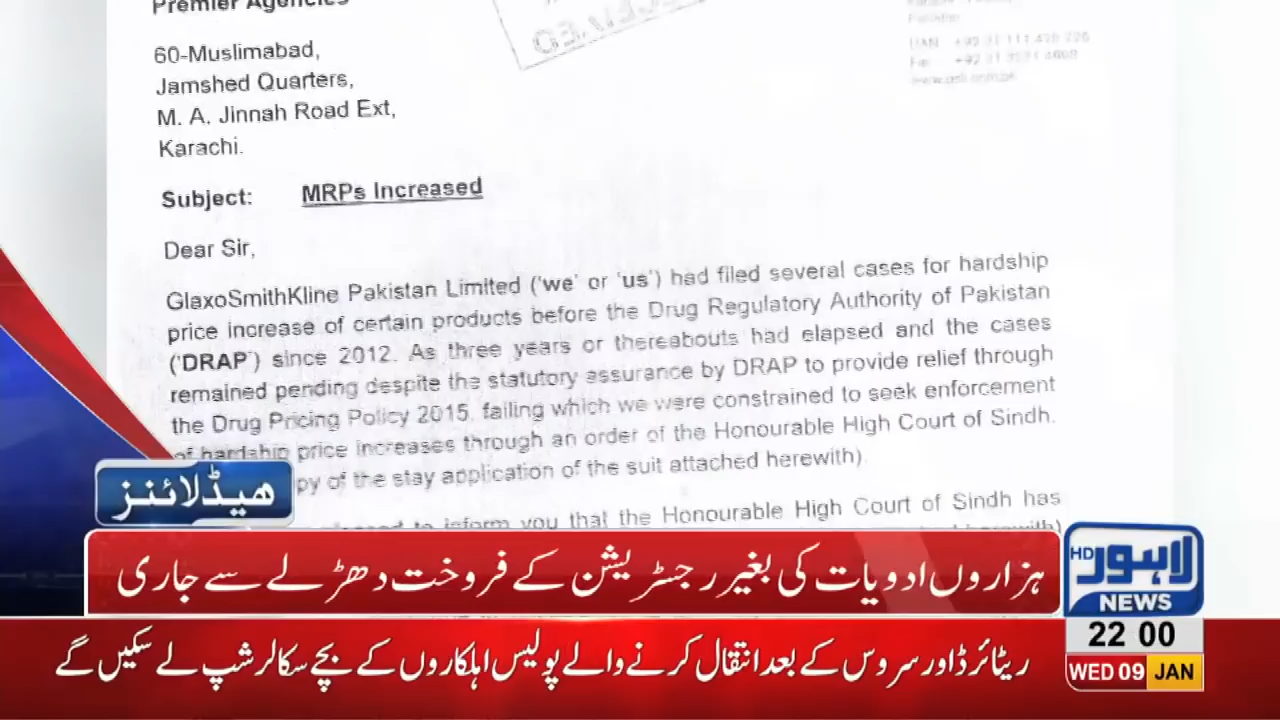 Premier Agencies
60-Muslimabad,
Jamshed Quarters,
M. A. Jinnah Road Ext,
Karachi.
Subject: MRPs Increased
Dear Sir,
GlaxoSmithKline Pakistan Limited ('we' or 'us') had filed several cases for hardship
price increase of certain products before the Drug Regulatory Authority of Pakistan
('DRAP') since 2012. As three years or thereabouts had elapsed and the cases
remained pending despite the statutory assurance by DRAP to provide relief through
the Drug Pricing Policy 2015, failing which we were constrained to seek enforcement
of hardship price increases through an order of the Honourable High Court of Sindh.
py of the stay application of the suit attached herewith).
to inform you that the Honourable High Court of Sindh has
herewith)
ہیڈلائنز
ہزاروں ادویات کی بغیر رجسٹریشن کے فروخت دھڑلے سے جاری
ریٹائرڈ اور سروس کے بعد انتقال کرنے والے پولیس اہلکاروں کے بچے سکالرشپ لے سکیں گے
HD لاہور
NEWS
22 00
WED 09 JAN